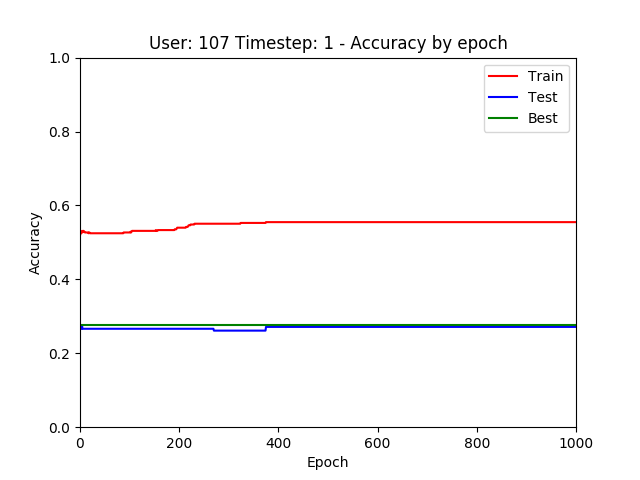 User: 107 Timestep: 1 - Accuracy by epoch
1.0
0.8
0.6
0.4
0.2
0.0
Accuracy
Train
Test
Best
0 200 400 600 800 1000
Epoch